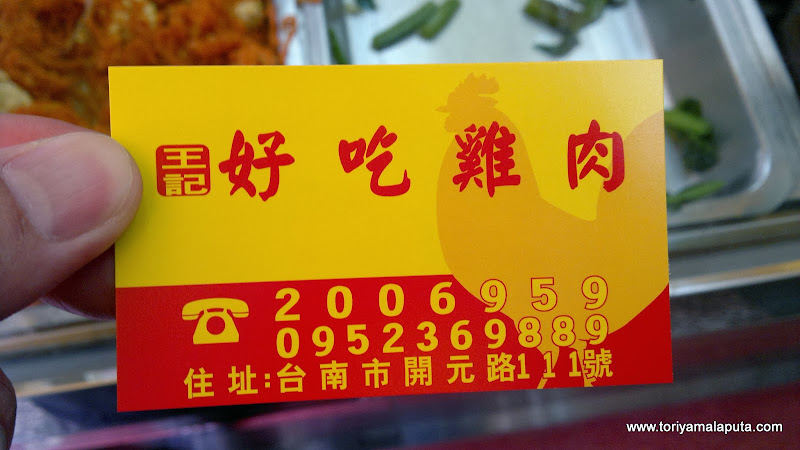 王記 好吃雞肉
2006959
0952369889
住址:台南市開元路111號
www.toriyamalaputa.com